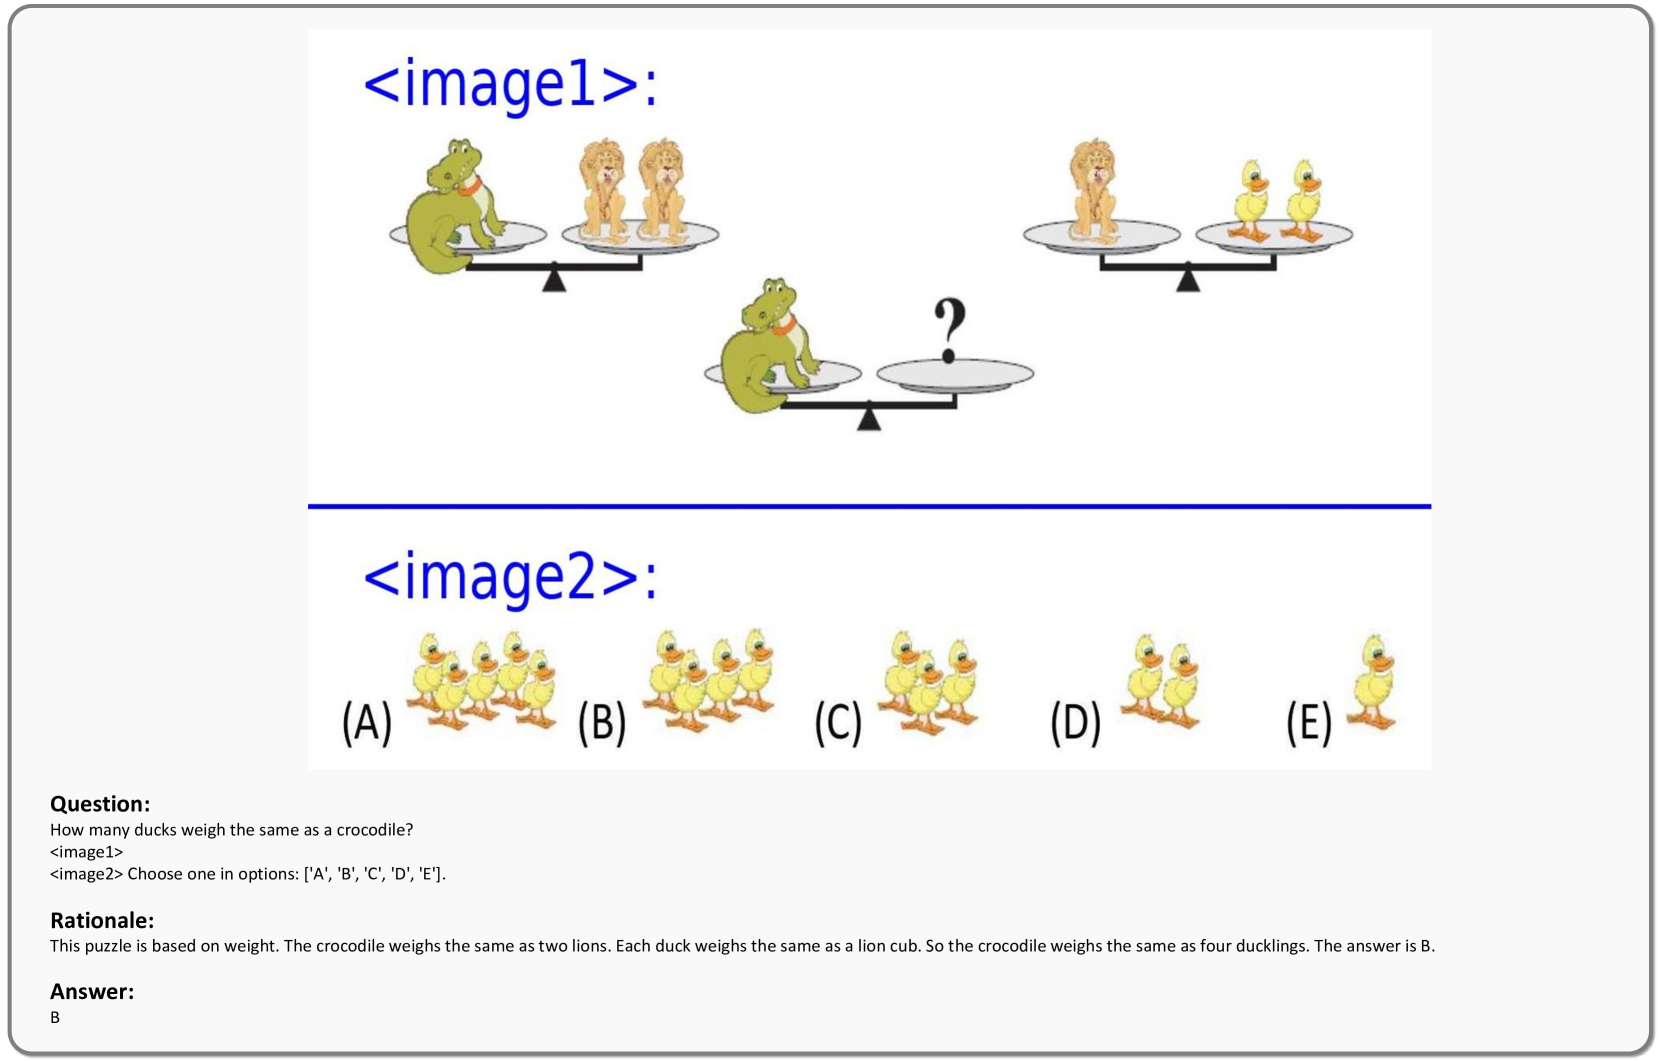 <image1>:
?
<image2>:
(A) (B) (C) (D) (E)
Question:
How many ducks weigh the same as a crocodile?
<image1>
<image2> Choose one in options: ['A', 'B', 'C', 'D', 'E'].
Rationale:
This puzzle is based on weight. The crocodile weighs the same as two lions. Each duck weighs the same as a lion cub. So the crocodile weighs the same as four ducklings. The answer is B.
Answer:
B